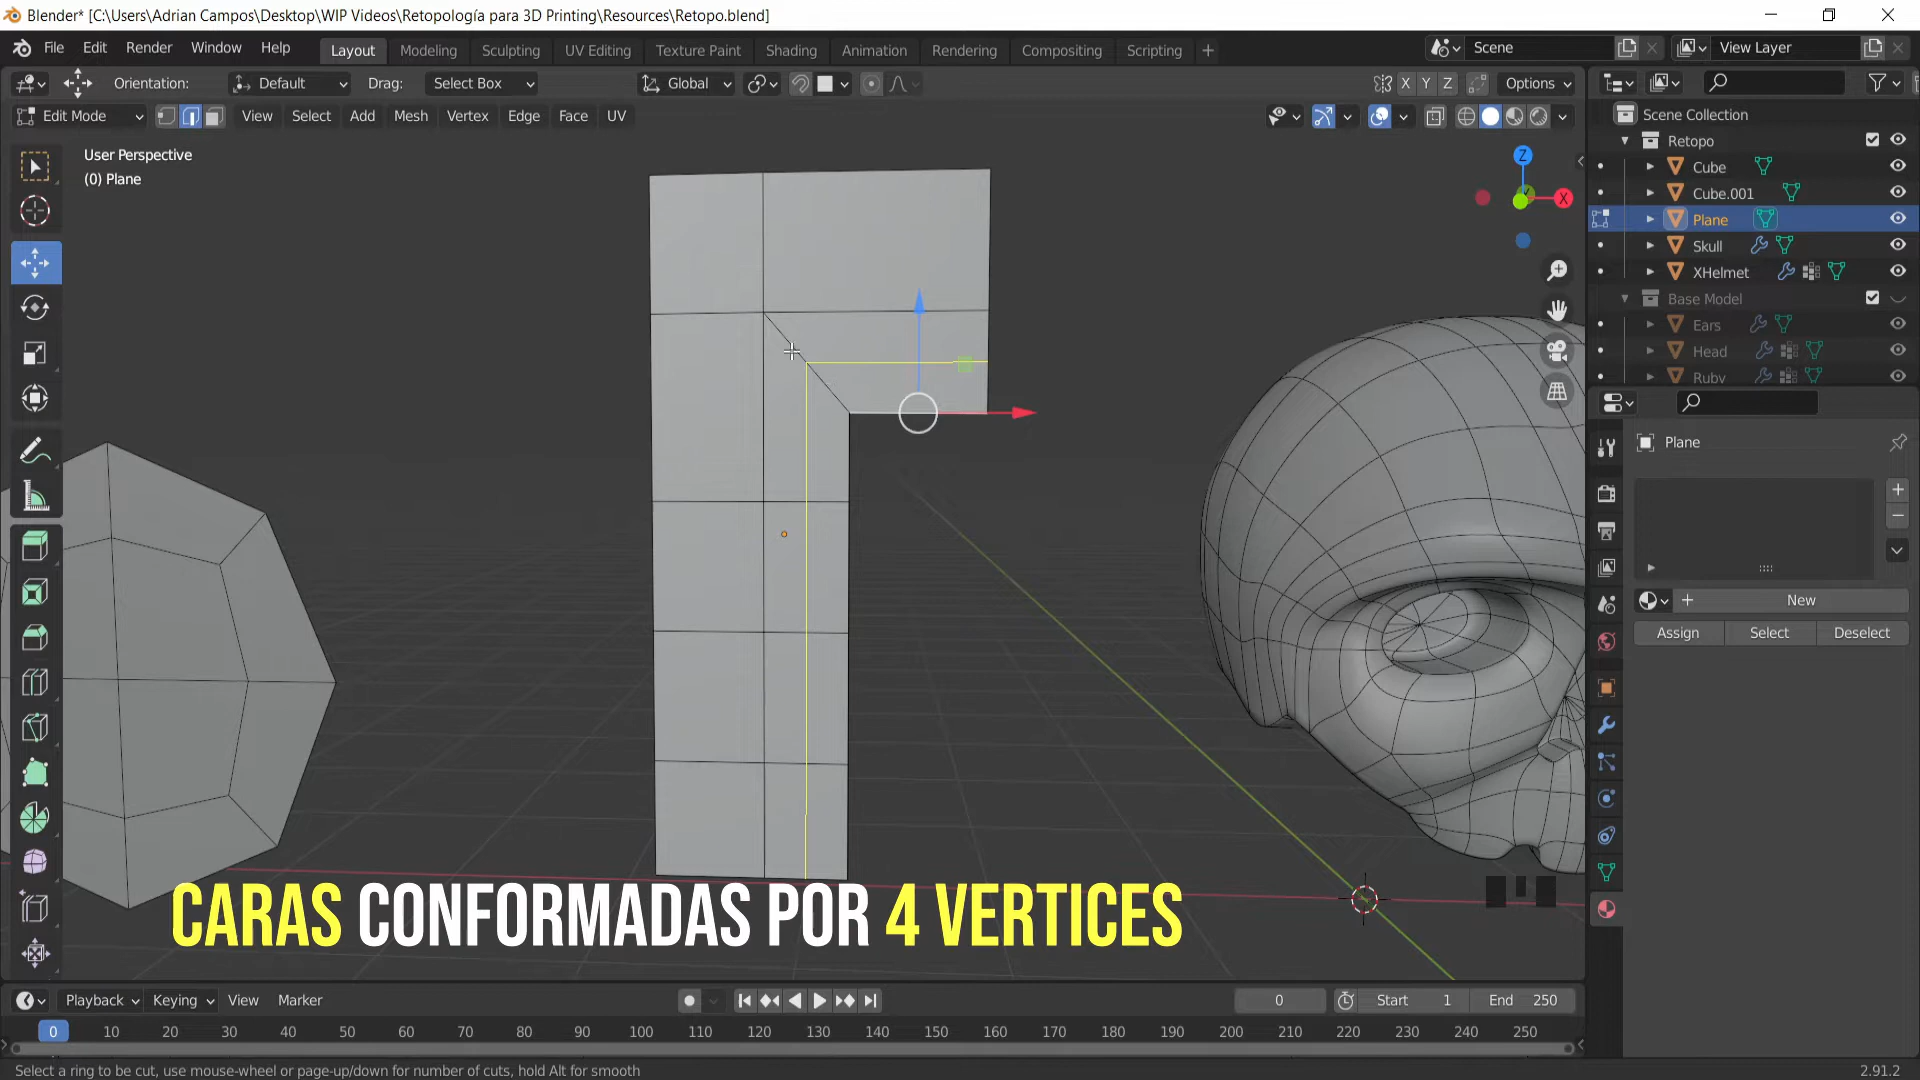 Blender* [C:\Users\Adrian Campos\Desktop\WIP Videos\Retopología para 3D Printing\Resources\Retopo.blend]
File Edit Render Window Help Layout Modeling Sculpting UV Editing Texture Paint Shading Animation Rendering Compositing Scripting + Scene View Layer
Orientation: Default Drag: Select Box Global X Y Z Options
Edit Mode View Select Add Mesh Vertex Edge Face UV
User Perspective
(0) Plane
Z
X
Scene Collection
Retopo
Cube
Cube.001
Plane
Skull
XHelmet
Base Model
Ears
Head
Ruby
Plane
New
Assign Select Deselect
CARAS CONFORMADAS POR 4 VERTICES
Playback Keying View Marker 0 Start 1 End 250
0 10 20 30 40 50 60 70 80 90 100 110 120 130 140 150 160 170 180 190 200 210 220 230 240 250
Select a ring to be cut, use mouse-wheel or page-up/down for number of cuts, hold Alt for smooth 2.91.2